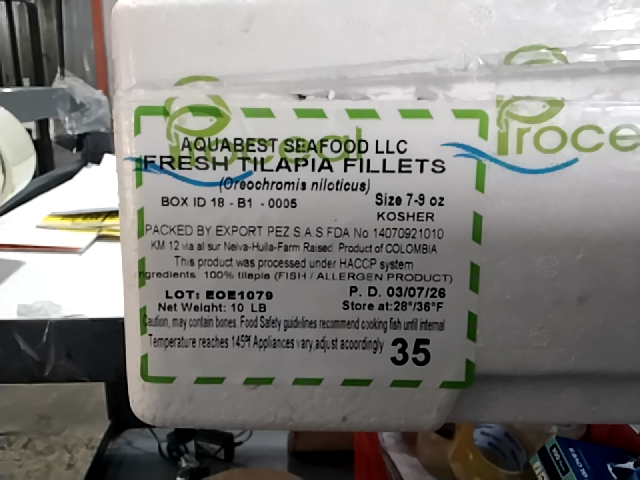 Proceal
Proce
AQUABEST SEAFOOD LLC
FRESH TILAPIA FILLETS
(Oreochromis niloticus)
BOX ID 18 - B1 - 0005
Size 7-9 oz
KOSHER
PACKED BY EXPORT PEZ S A S FDA No 14070921010
KM 12 via al sur Neiva-Huila-Farm Raised Product of COLOMBIA
This product was processed under HACCP system
ngredients 100% tilapia (FISH / ALLERGEN PRODUCT)
LOT: EOE1079
P. D. 03/07/26
Net Weight: 10 LB
Store at:28°/36°F
Caution, may contain bones. Food Safety guidelines recommend cooking fish until internal
Temperature reaches 145°F Appliances vary,adjust acoordingly
35